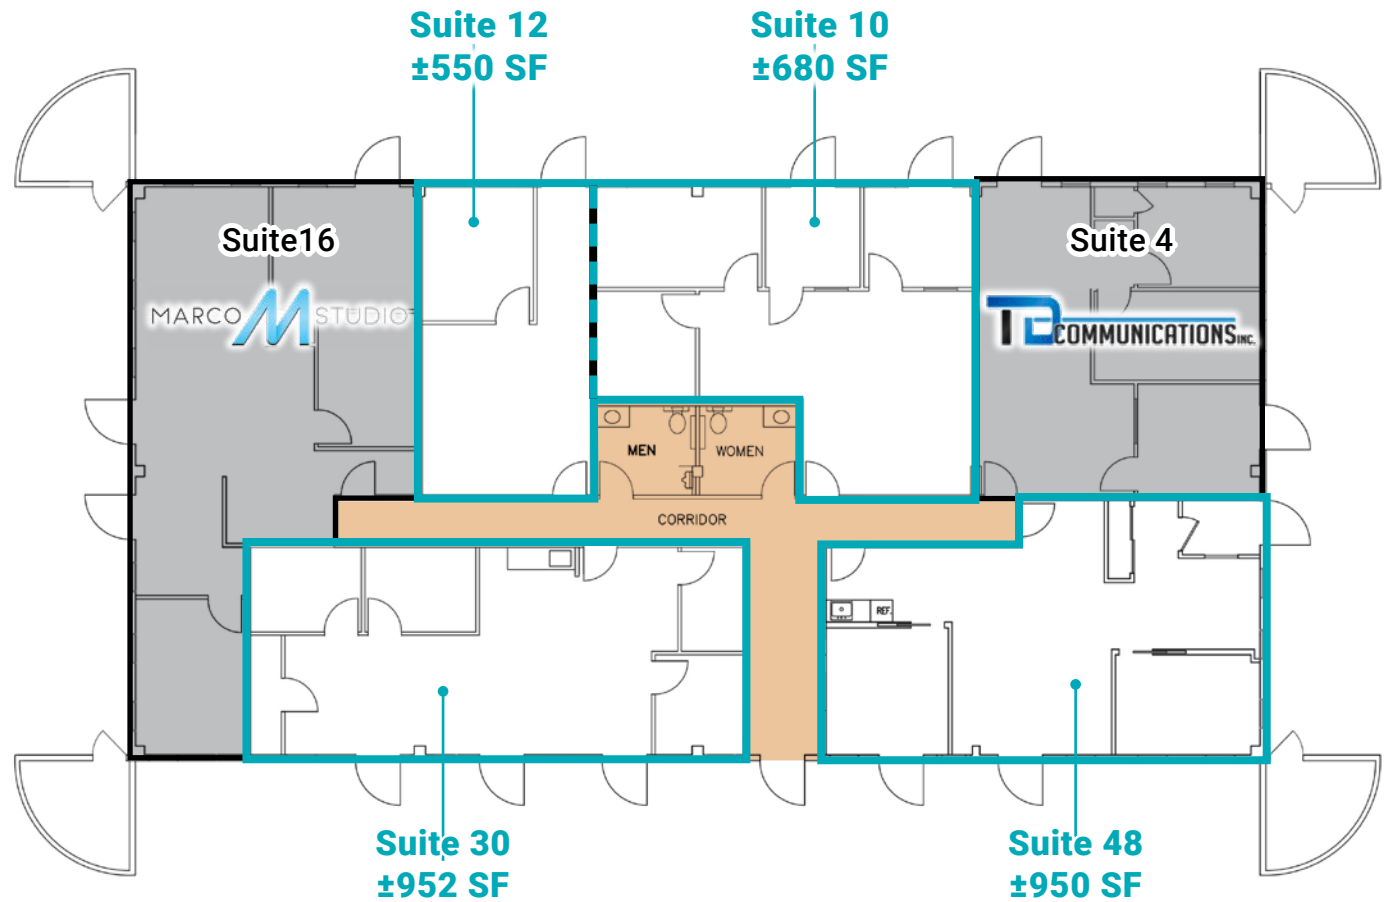 Suite 12
±550 SF
Suite 10
±680 SF
Suite16
MARCO M STUDIO
Suite 4
TD COMMUNICATIONS INC.
MEN
WOMEN
CORRIDOR
REF.
Suite 30
±952 SF
Suite 48
±950 SF